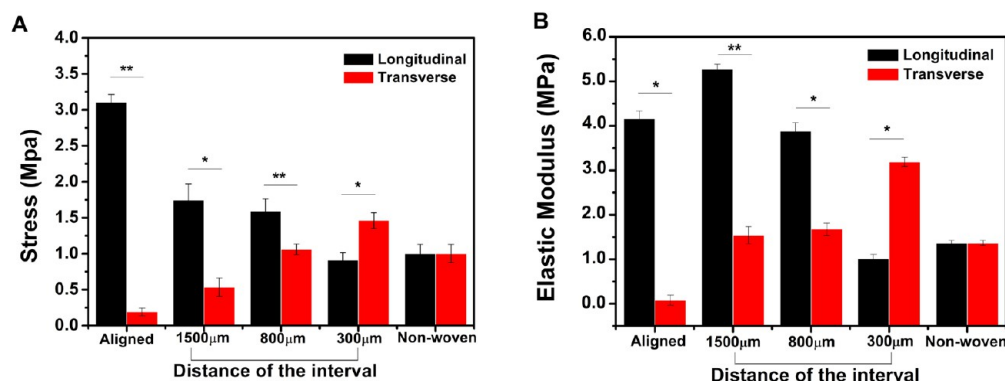 A
Stress (Mpa)
4.0
3.5
3.0
2.5
2.0
1.5
1.0
0.5
0.0
Longitudinal
Transverse
**
*
**
*
Aligned 1500μm 800μm 300μm Non-woven
Distance of the interval
B
Elastic Modulus (MPa)
6.0
5.0
4.0
2.0
1.0
0.0
Longitudinal
Transverse
*
**
*
*
Aligned 1500μm 800μm 300μm Non-woven
Distance of the interval